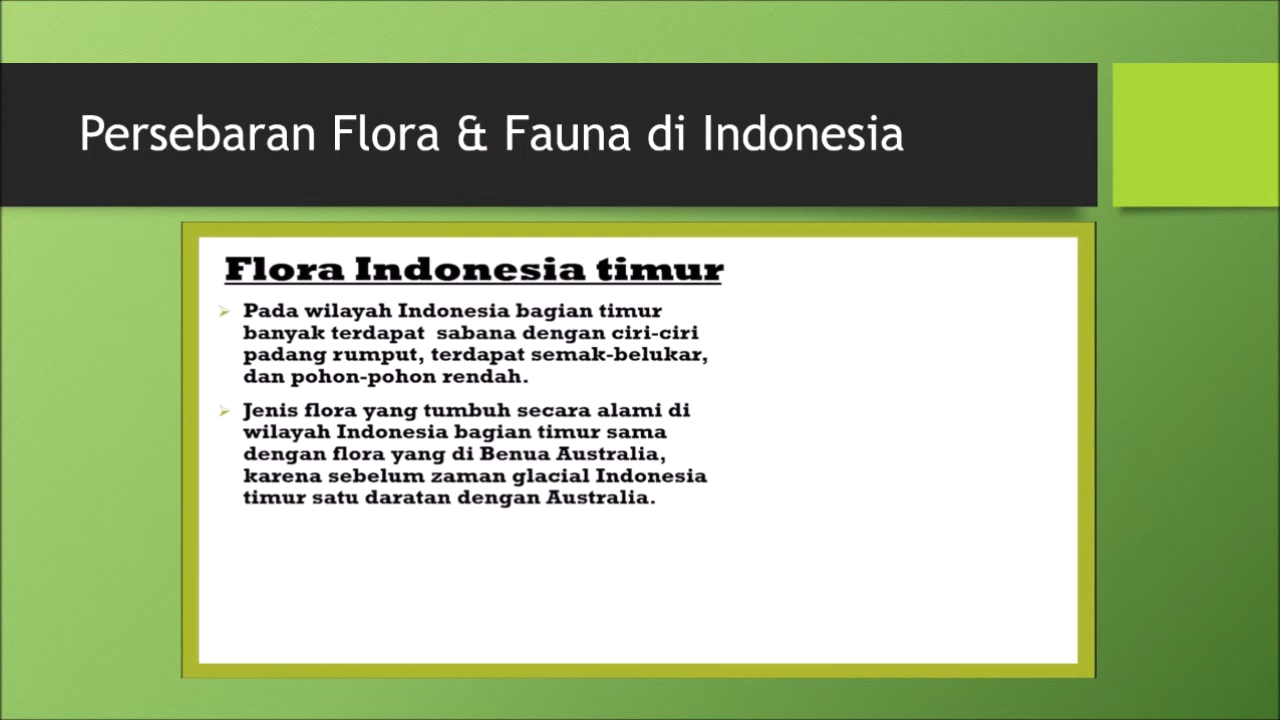 Persebaran Flora & Fauna di Indonesia
Flora Indonesia timur
Pada wilayah Indonesia bagian timur
banyak terdapat  sabana dengan ciri-ciri
padang rumput, terdapat semak-belukar,
dan pohon-pohon rendah.
Jenis flora yang tumbuh secara alami di
wilayah Indonesia bagian timur sama
dengan flora yang di Benua Australia,
karena sebelum zaman glacial Indonesia
timur satu daratan dengan Australia.